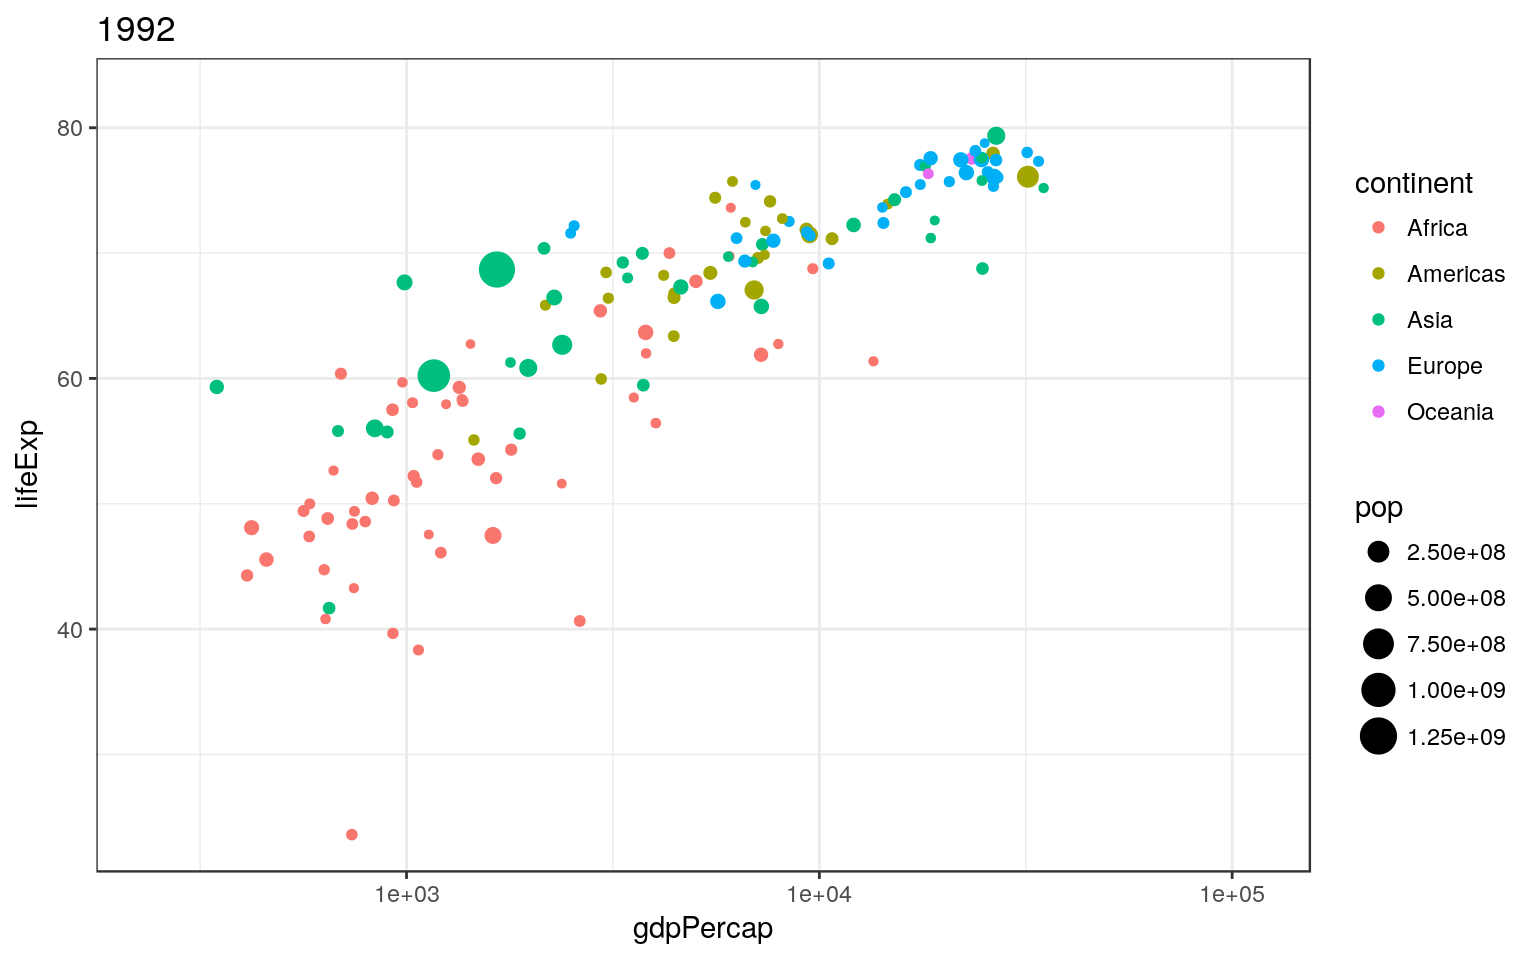 1992
lifeExp
80
60
40
1e+03
1e+04
1e+05
gdpPercap
continent
Africa
Americas
Asia
Europe
Oceania
pop
2.50e+08
5.00e+08
7.50e+08
1.00e+09
1.25e+09